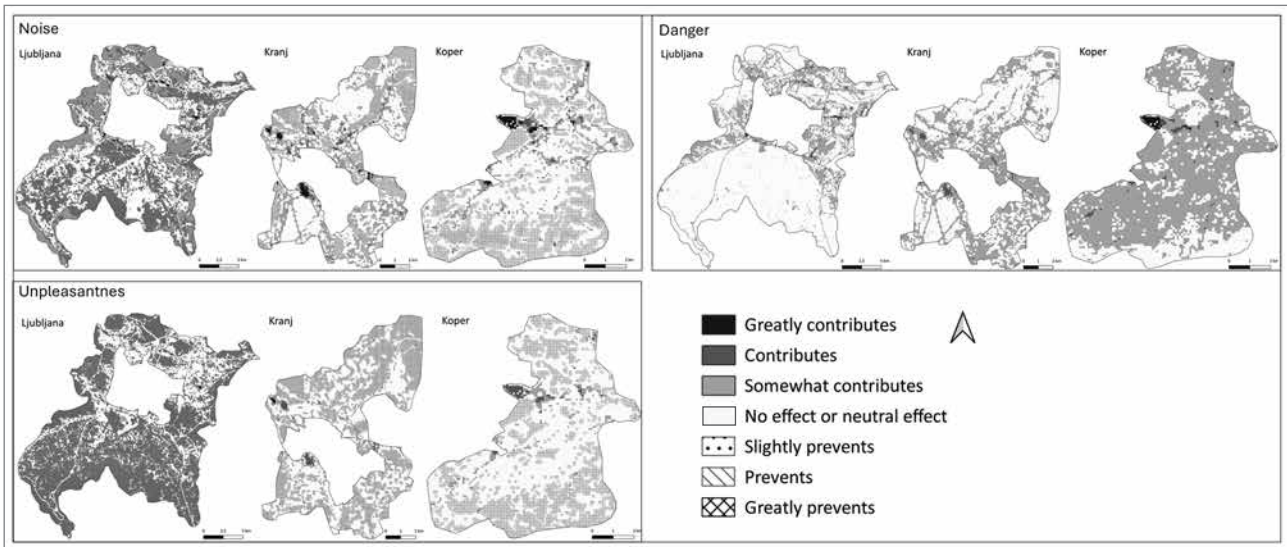 Noise
Ljubljana
Kranj
Koper
Danger
Ljubljana
Kranj
Koper
Unpleasantnes
Ljubljana
Kranj
Koper
Greatly contributes
Contributes
Somewhat contributes
No effect or neutral effect
Slightly prevents
Prevents
Greatly prevents